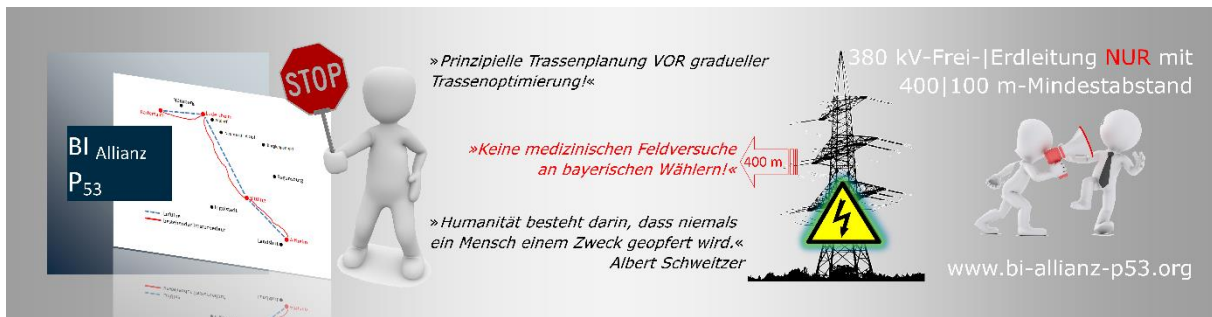 BI Allianz
P53
STOP
»Prinzipielle Trassenplanung VOR gradueller
Trassenoptimierung!«
»Keine medizinischen Feldversuche
an bayerischen Wählern!«
400 m
»Humanität besteht darin, dass niemals
ein Mensch einem Zweck geopfert wird.«
Albert Schweitzer
380 kV-Frei-|Erdleitung NUR mit
400|100 m-Mindestabstand
www.bi-allianz-p53.org